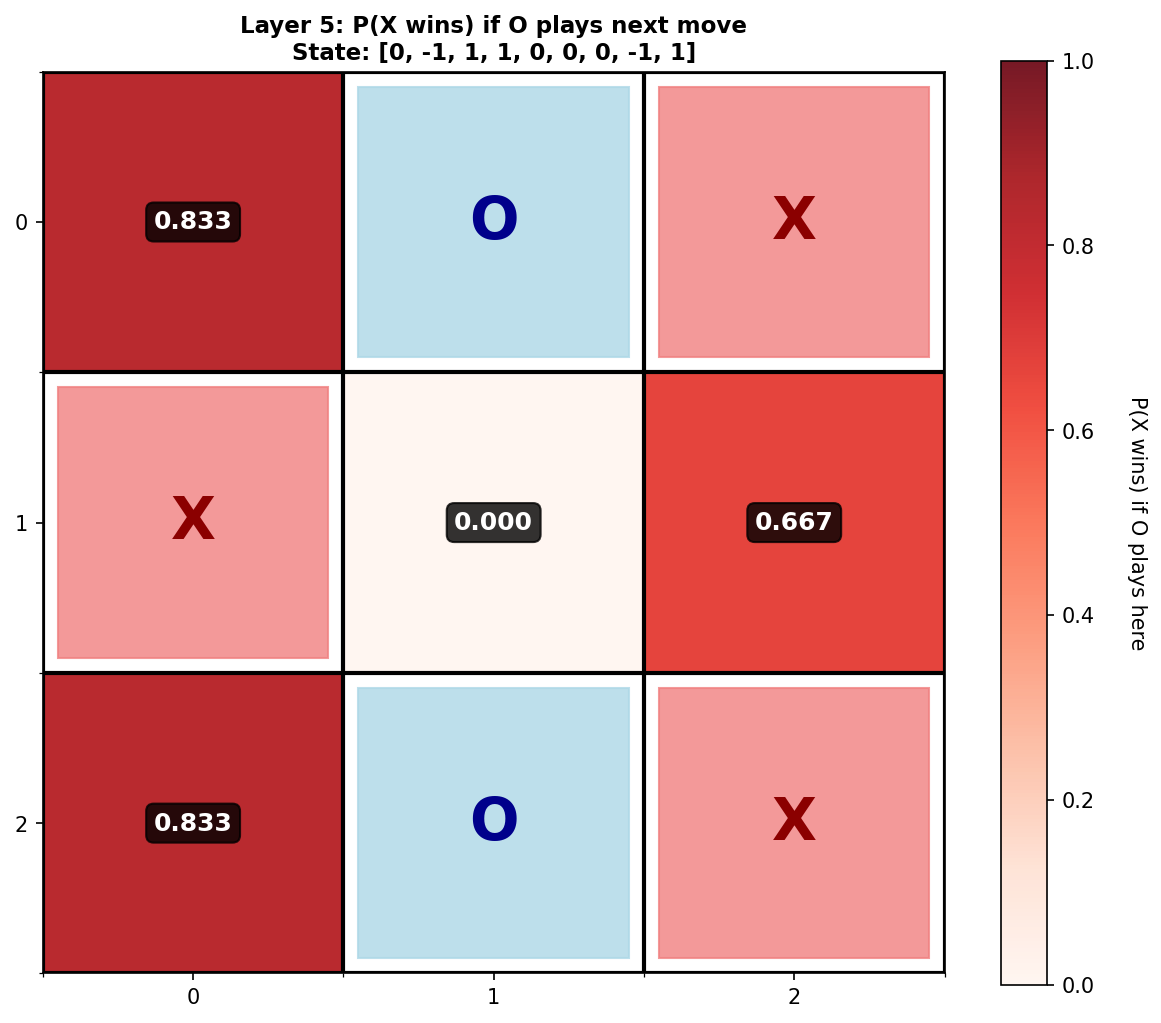 Layer 5: P(X wins) if O plays next move
State: [0, -1, 1, 1, 0, 0, 0, -1, 1]
0
0.833
O
X
1
X
0.000
0.667
2
0.833
O
X
0
1
2
1.0
0.8
0.6
0.4
0.2
0.0
P(X wins) if O plays here